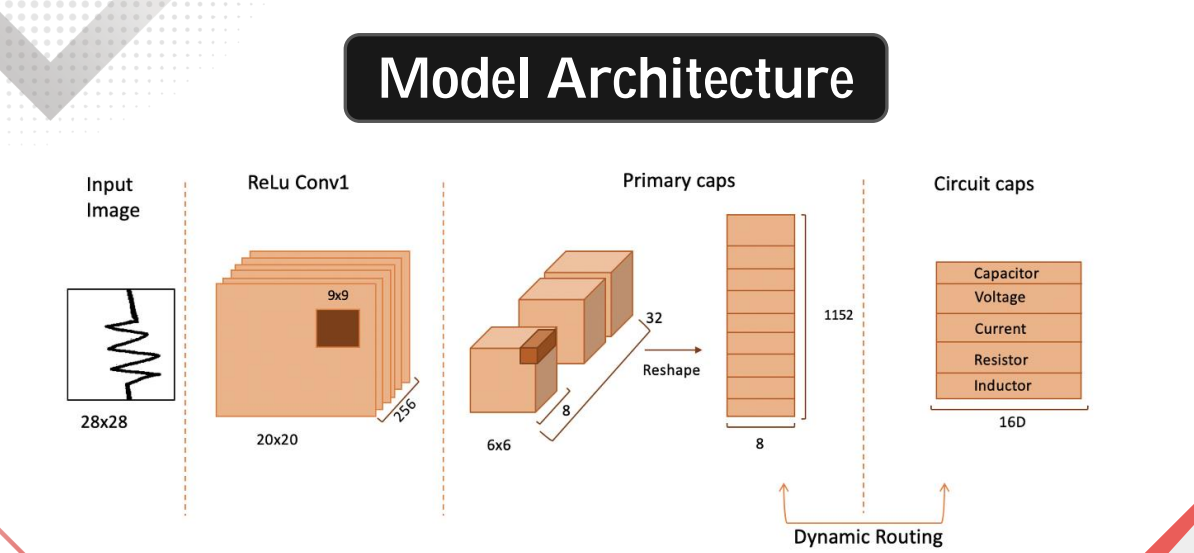 Model Architecture
Input
Image
28x28
ReLu Conv1
9x9
256
20x20
Primary caps
32
8
6x6
Reshape
1152
8
Circuit caps
Capacitor
Voltage
Current
Resistor
Inductor
16D
Dynamic Routing